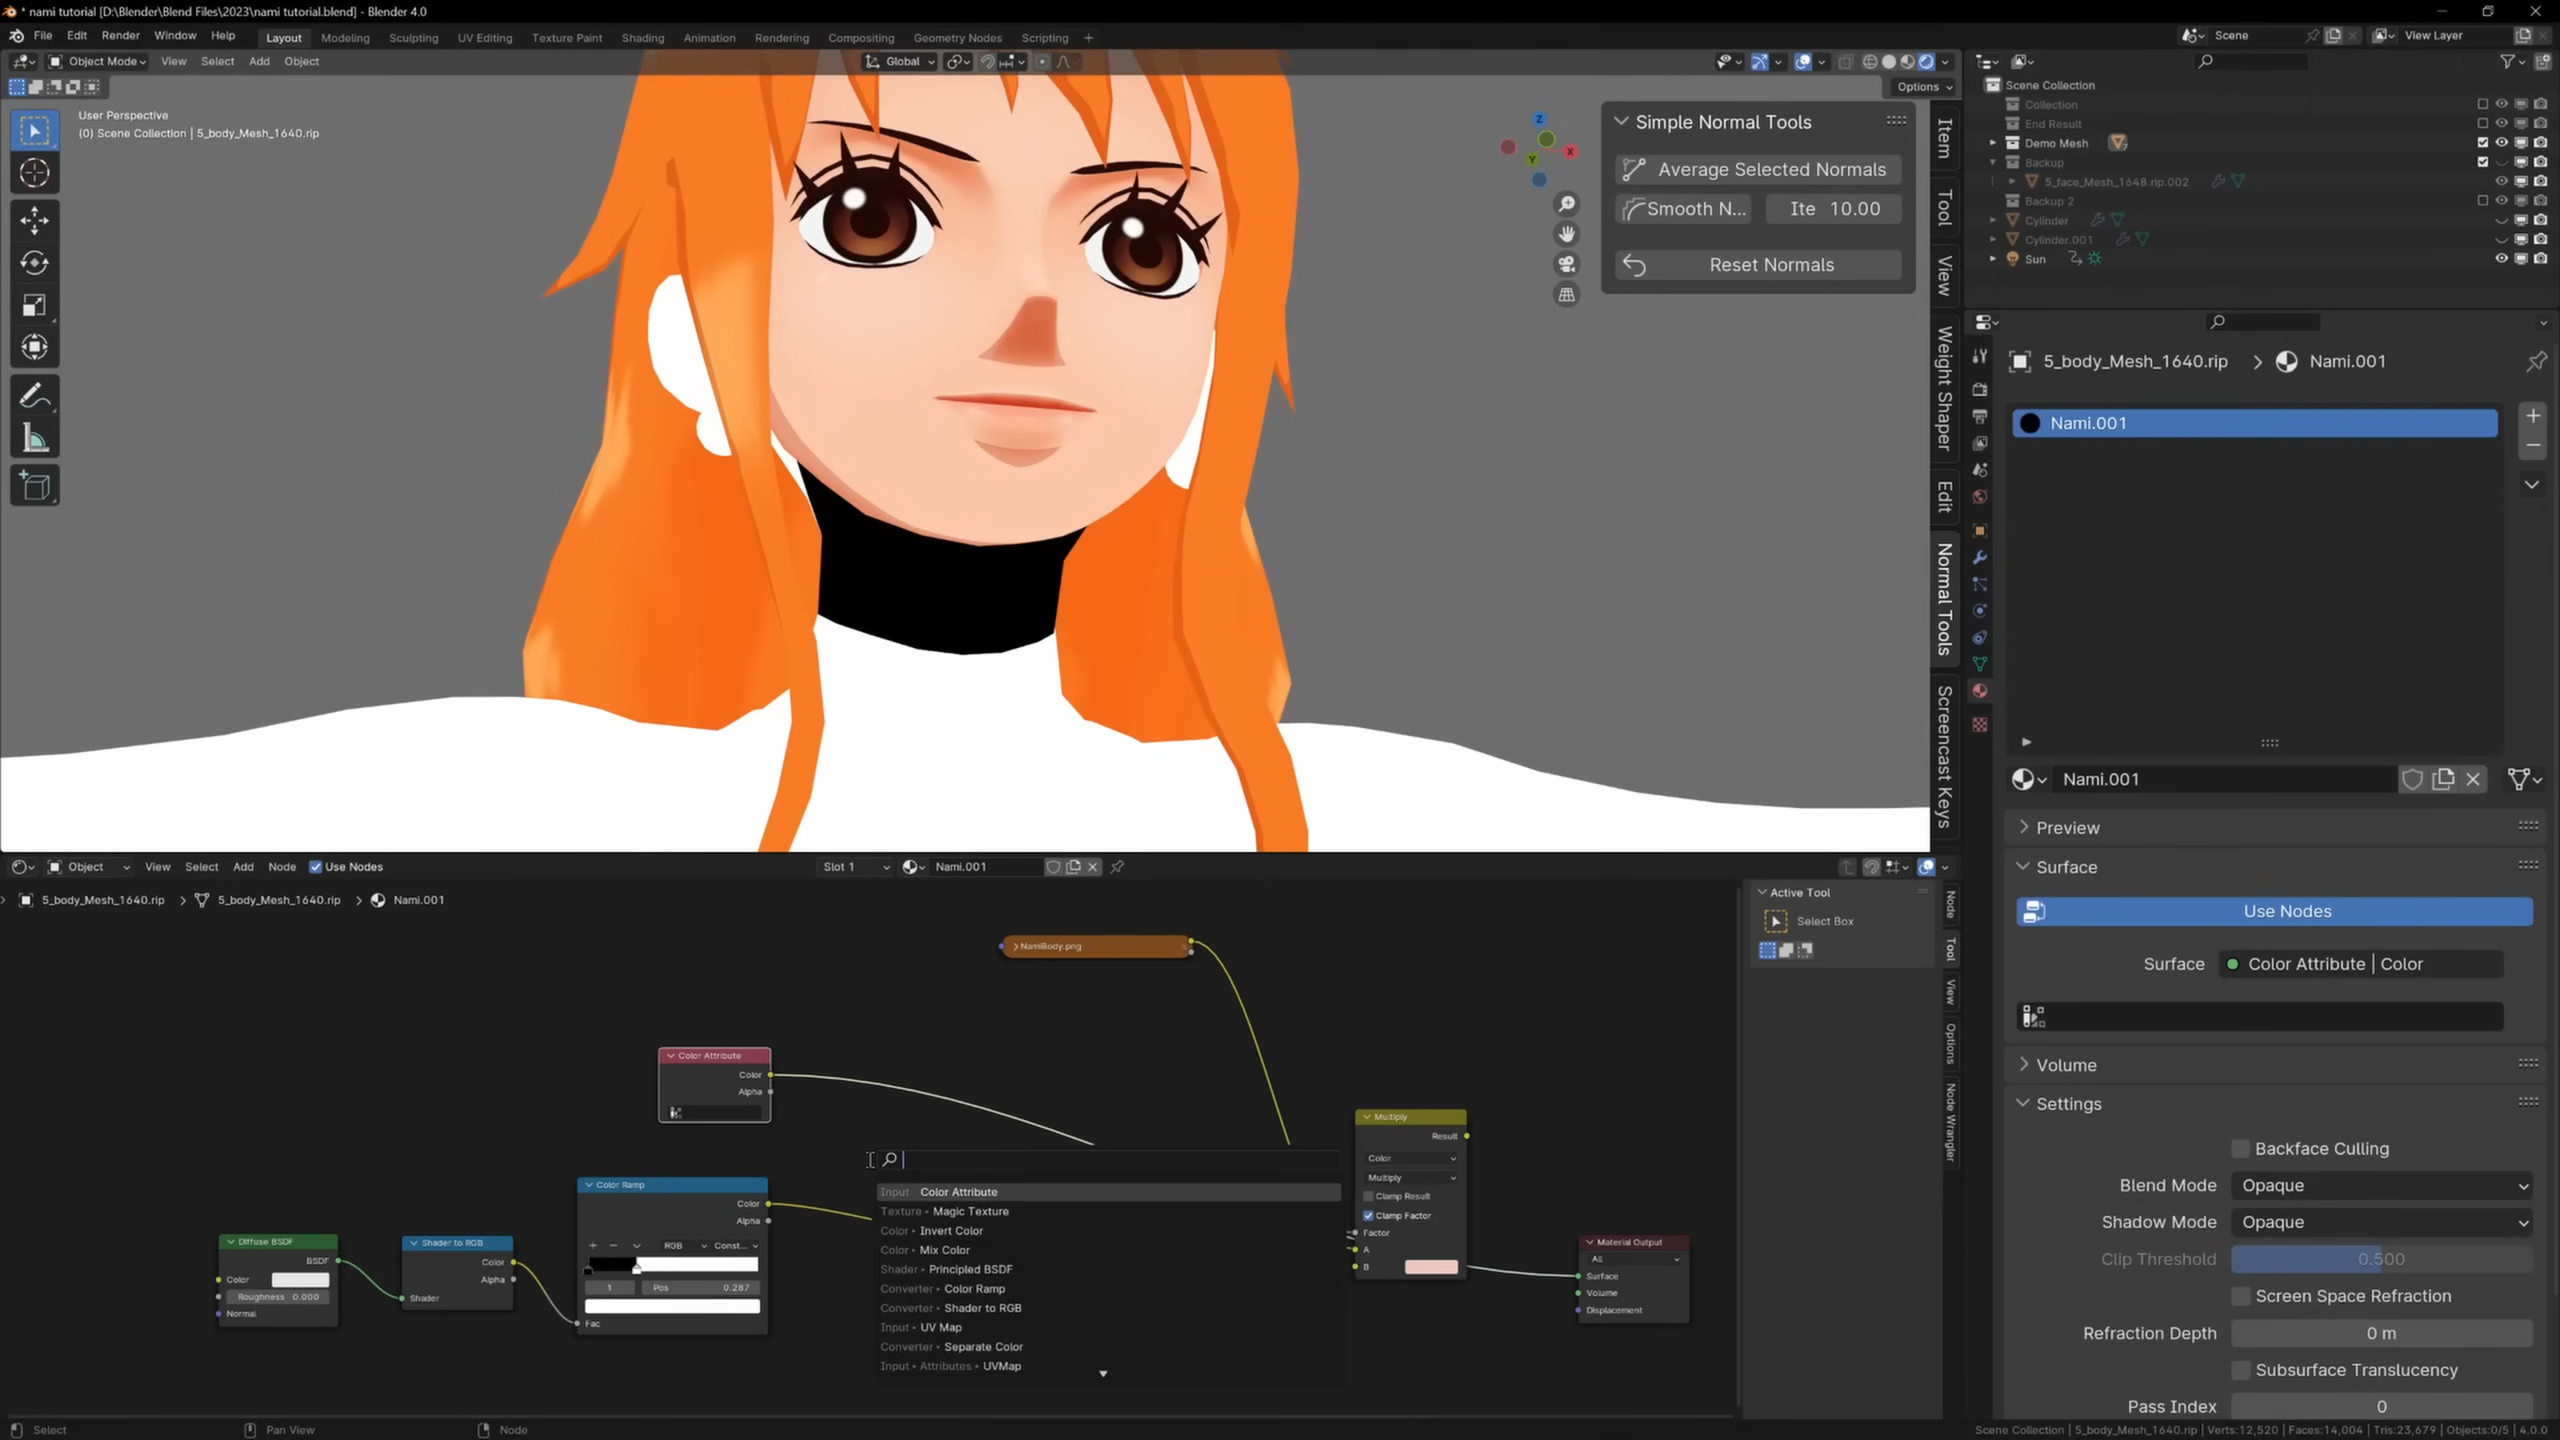 * nami tutorial [D:\Blender\Blend Files\2023\nami tutorial.blend] - Blender 4.0
File Edit Render Window Help Layout Modeling Sculpting UV Editing Texture Paint Shading Animation Rendering Compositing Geometry Nodes Scripting +
Scene View Layer
Object Mode View Select Add Object Global
Options
User Perspective
(0) Scene Collection | 5_body_Mesh_1640.rip
Z
X
Y
Simple Normal Tools
Average Selected Normals
Smooth N... Ite 10.00
Reset Normals
Item
Tool
View
Weight Shaper
Edit
Normal Tools
Screencast Keys
Scene Collection
Collection
End Result
Demo Mesh
Backup
5_face_Mesh_1648.rip.002
Backup 2
Cylinder
Cylinder.001
Sun
5_body_Mesh_1640.rip > Nami.001
Nami.001
Nami.001
Preview
Surface
Use Nodes
Surface Color Attribute | Color
Volume
Settings
Backface Culling
Blend Mode Opaque
Shadow Mode Opaque
Clip Threshold 0.500
Screen Space Refraction
Refraction Depth 0 m
Subsurface Translucency
Pass Index 0
Object View Select Add Node Use Nodes Slot 1 Nami.001
5_body_Mesh_1640.rip > 5_body_Mesh_1640.rip > Nami.001
Active Tool
Select Box
Node
Tool
View
Options
Node Wrangler
NamiBody.png
Color Attribute
Color
Alpha
Color Ramp
Color
Alpha
RGB Const...
1 Pos 0.287
Fac
Diffuse BSDF
BSDF
Color
Roughness 0.000
Normal
Shader to RGB
Color
Alpha
Shader
Input Color Attribute
Texture ‣ Magic Texture
Color ‣ Invert Color
Color ‣ Mix Color
Shader ‣ Principled BSDF
Converter ‣ Color Ramp
Converter ‣ Shader to RGB
Input ‣ UV Map
Converter ‣ Separate Color
Input ‣ Attributes ‣ UVMap
Multiply
Result
Color
Multiply
Clamp Result
Clamp Factor
Factor
A
B
Material Output
All
Surface
Volume
Displacement
Select Pan View Node
Scene Collection | 5_body_Mesh_1640.rip | Verts:12,520 | Faces:14,004 | Tris:23,679 | Objects:0/5 | 4.0.0